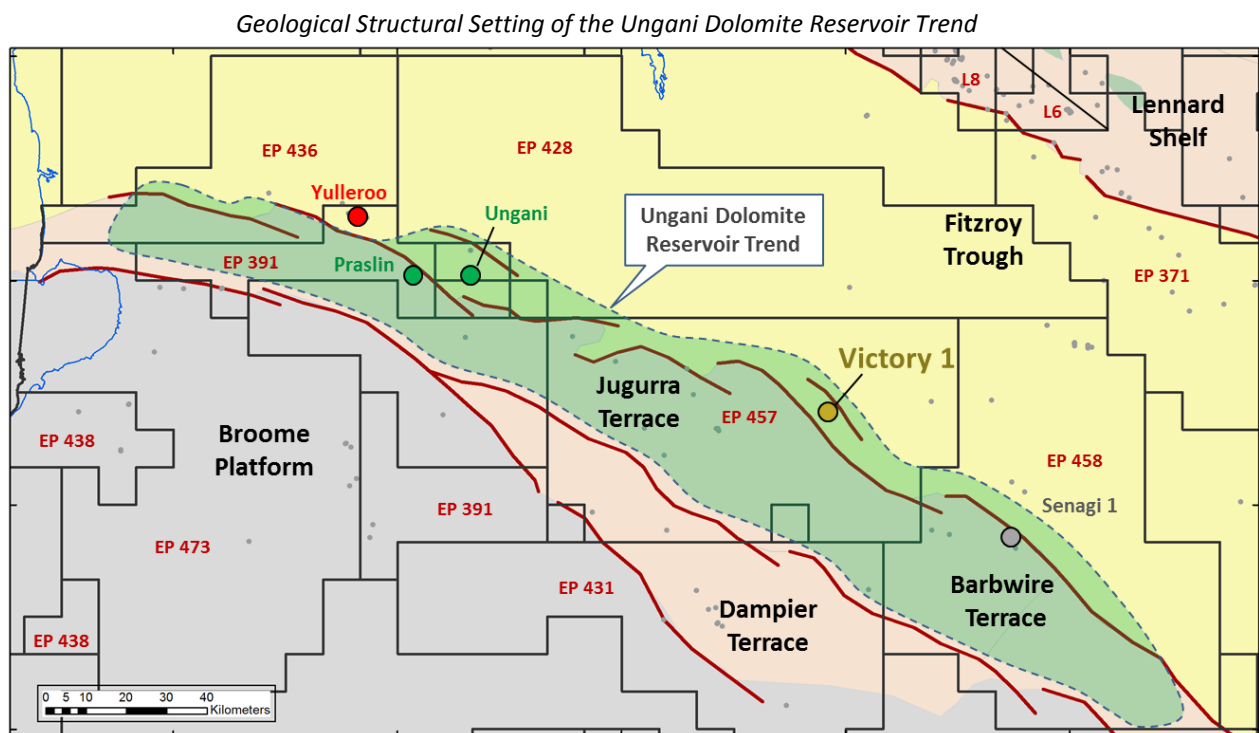 Geological Structural Setting of the Ungani Dolomite Reservoir Trend
L8
L6
Lennard
Shelf
EP 436
EP 428
Yulleroo
Ungani
Ungani Dolomite
Reservoir Trend
Fitzroy
Trough
Praslin
EP 391
EP 371
Victory 1
Jugurra
Terrace
EP 457
EP 438
Broome
Platform
EP 458
Senagi 1
EP 391
EP 473
EP 431
Barbwire
Terrace
Dampier
Terrace
EP 438
0 5 10 20 30 40
Kilometers